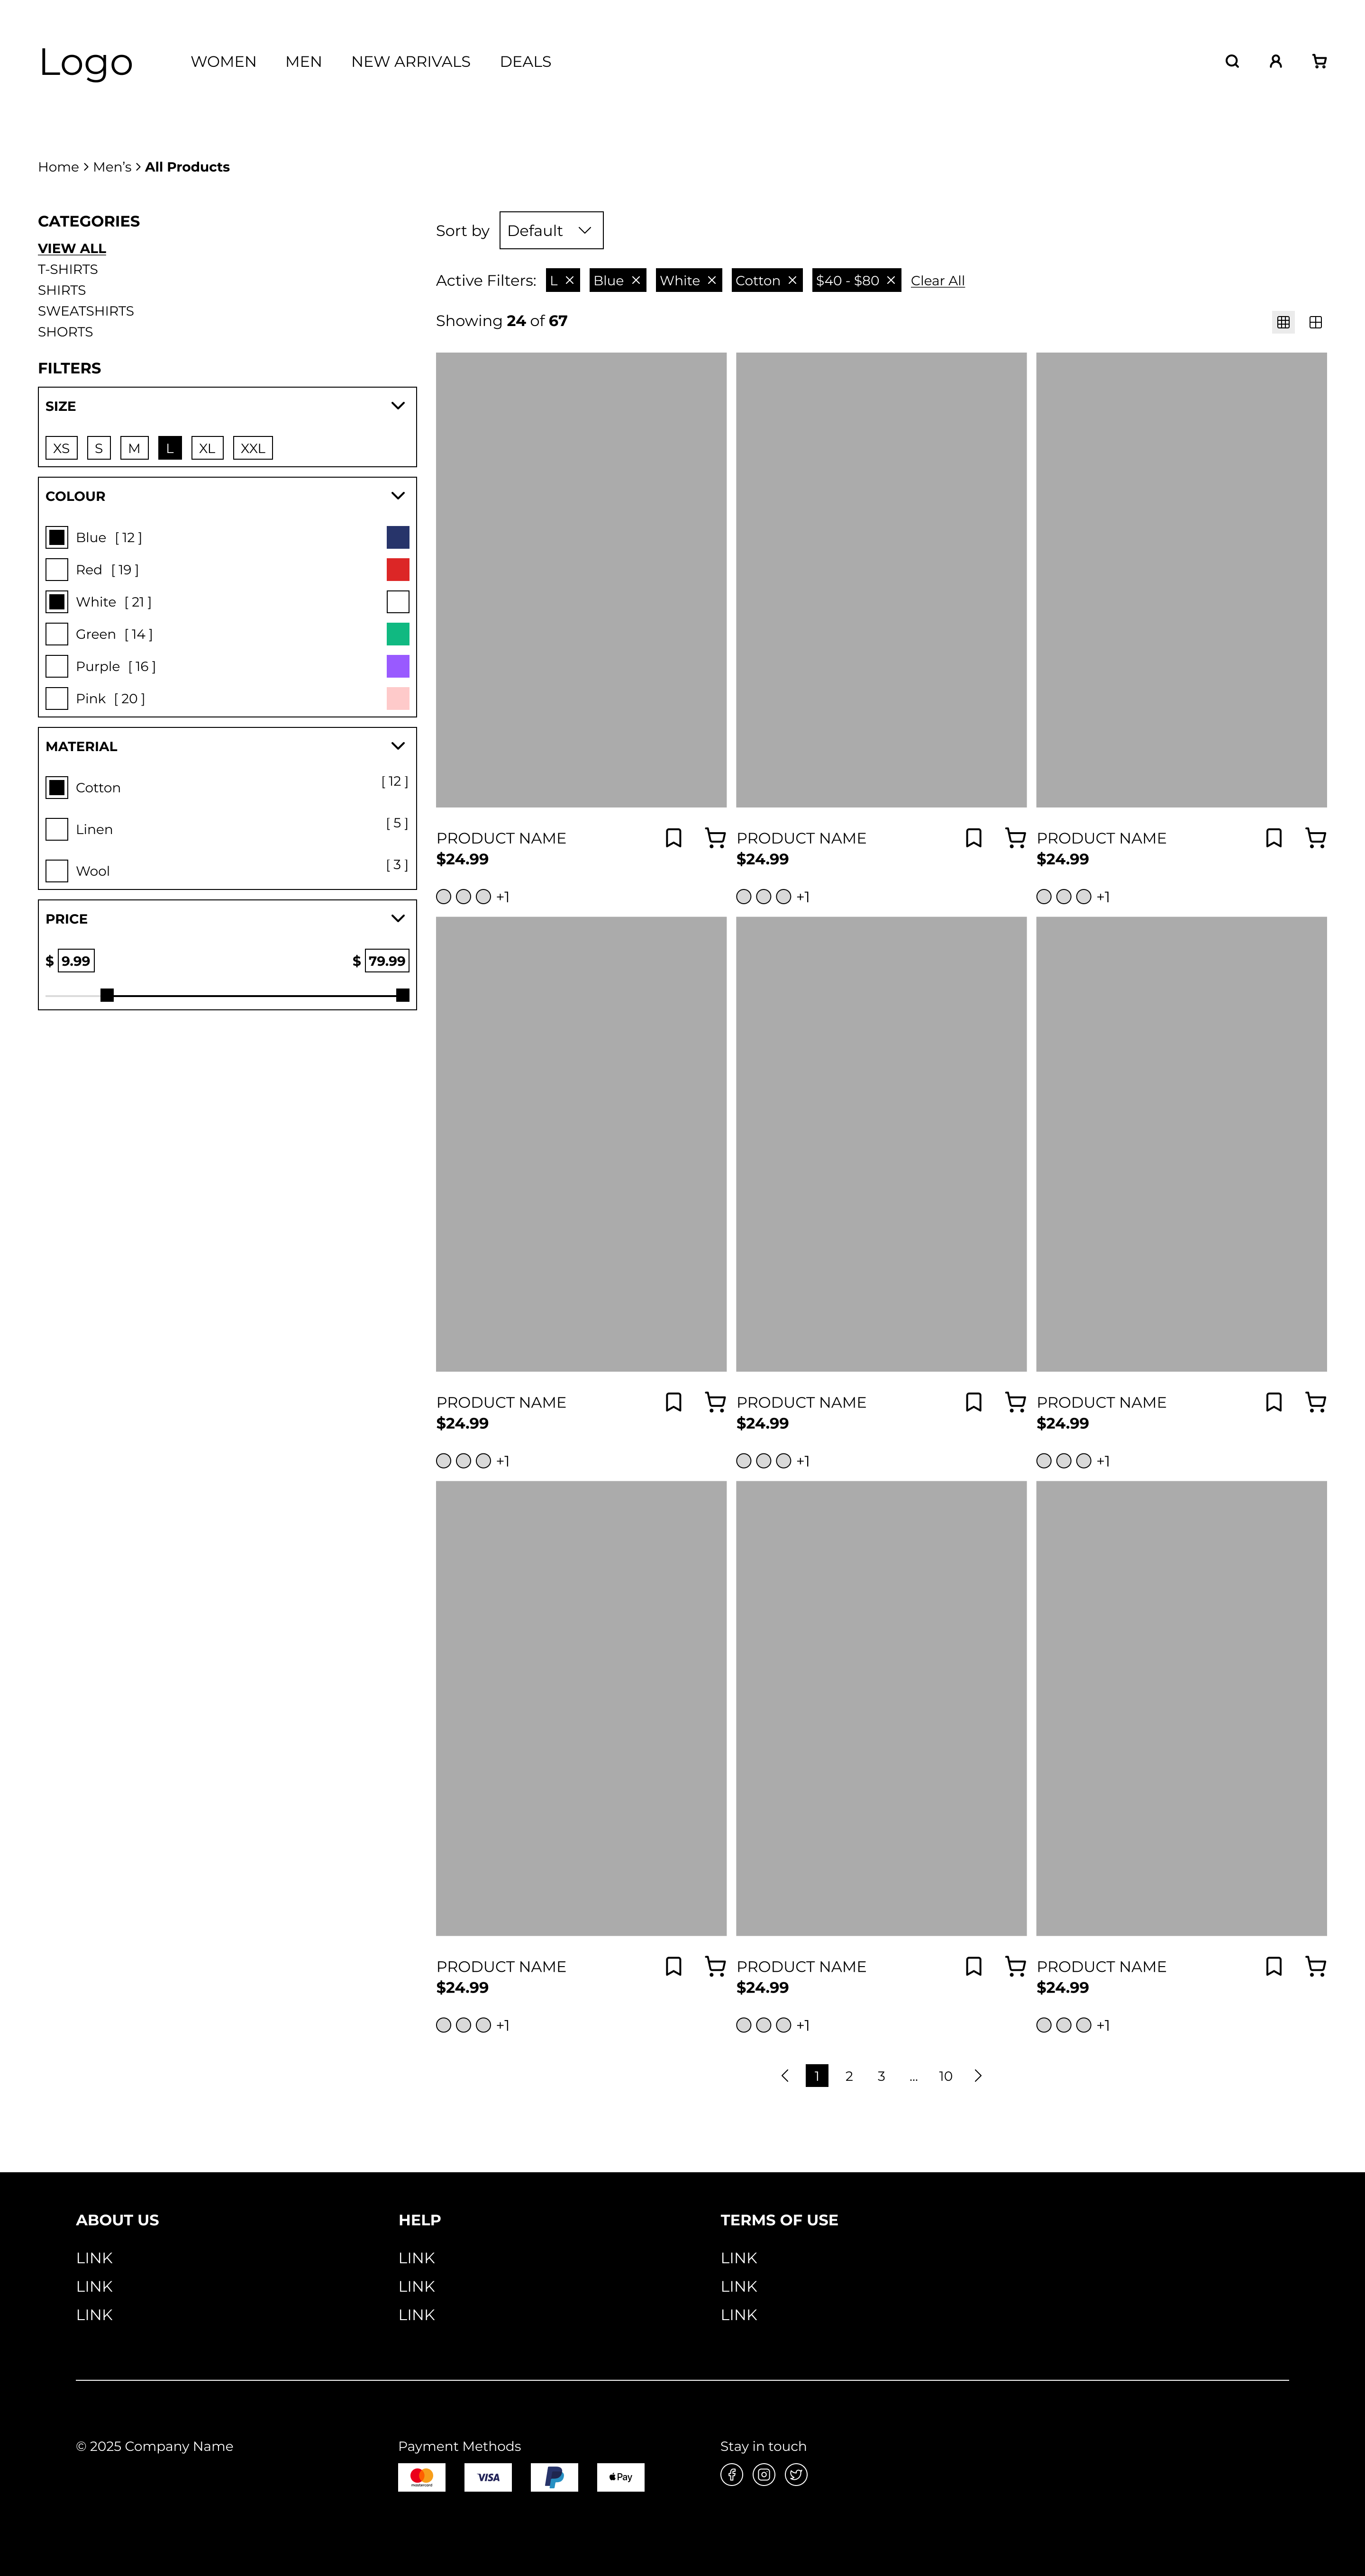 Logo WOMEN MEN NEW ARRIVALS DEALS
Home > Men’s > All Products
CATEGORIES
VIEW ALL
T-SHIRTS
SHIRTS
SWEATSHIRTS
SHORTS
FILTERS
SIZE
XS S M L XL XXL
COLOUR
Blue [ 12 ]
Red [ 19 ]
White [ 21 ]
Green [ 14 ]
Purple [ 16 ]
Pink [ 20 ]
MATERIAL
Cotton [ 12 ]
Linen [ 5 ]
Wool [ 3 ]
PRICE
$ 9.99 $ 79.99
Sort by Default
Active Filters: L Blue White Cotton $40 - $80 Clear All
Showing 24 of 67
PRODUCT NAME PRODUCT NAME PRODUCT NAME
$24.99 $24.99 $24.99
+1 +1 +1
PRODUCT NAME PRODUCT NAME PRODUCT NAME
$24.99 $24.99 $24.99
+1 +1 +1
PRODUCT NAME PRODUCT NAME PRODUCT NAME
$24.99 $24.99 $24.99
+1 +1 +1
1 2 3 ... 10
ABOUT US HELP TERMS OF USE
LINK LINK LINK
LINK LINK LINK
LINK LINK LINK
© 2025 Company Name Payment Methods Stay in touch
mastercard VISA Pay